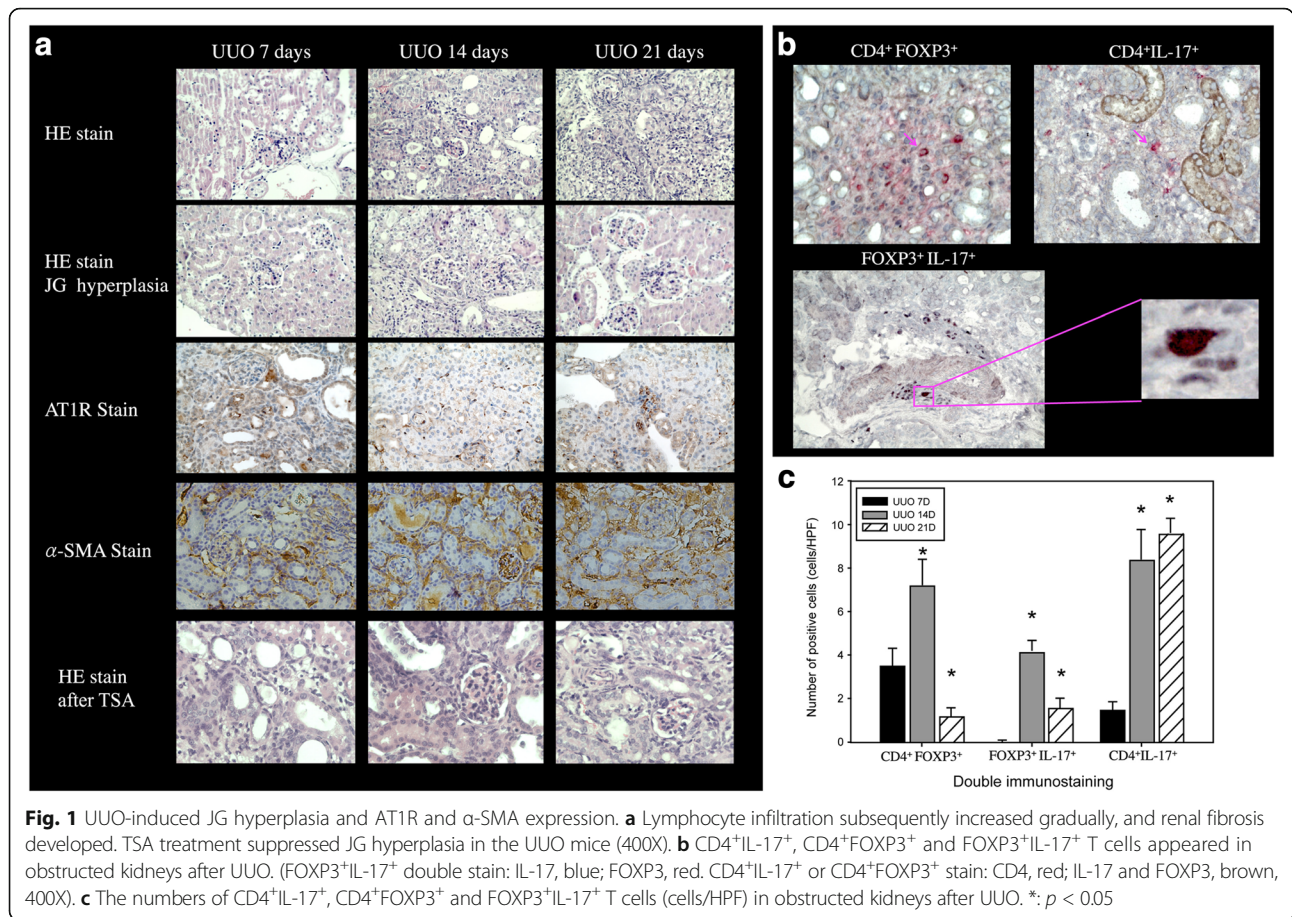 a
UUO 7 days
UUO 14 days
UUO 21 days
HE stain
HE stain
JG hyperplasia
AT1R Stain
α-SMA Stain
HE stain
after TSA
b
CD4⁺ FOXP3⁺
CD4⁺IL-17⁺
FOXP3⁺ IL-17⁺
c
Number of positive cells (cells/HPF)
12
10
8
6
4
2
0
UUO 7D
UUO 14D
UUO 21D
*
*
*
*
*
*
CD4⁺ FOXP3⁺
FOXP3⁺ IL-17⁺
CD4⁺IL-17⁺
Double immunostaining
Fig. 1 UUO-induced JG hyperplasia and AT1R and α-SMA expression. a Lymphocyte infiltration subsequently increased gradually, and renal fibrosis
developed. TSA treatment suppressed JG hyperplasia in the UUO mice (400X). b CD4⁺IL-17⁺, CD4⁺FOXP3⁺ and FOXP3⁺IL-17⁺ T cells appeared in
obstructed kidneys after UUO. (FOXP3⁺IL-17⁺ double stain: IL-17, blue; FOXP3, red. CD4⁺IL-17⁺ or CD4⁺FOXP3⁺ stain: CD4, red; IL-17 and FOXP3, brown,
400X). c The numbers of CD4⁺IL-17⁺, CD4⁺FOXP3⁺ and FOXP3⁺IL-17⁺ T cells (cells/HPF) in obstructed kidneys after UUO. *: p < 0.05